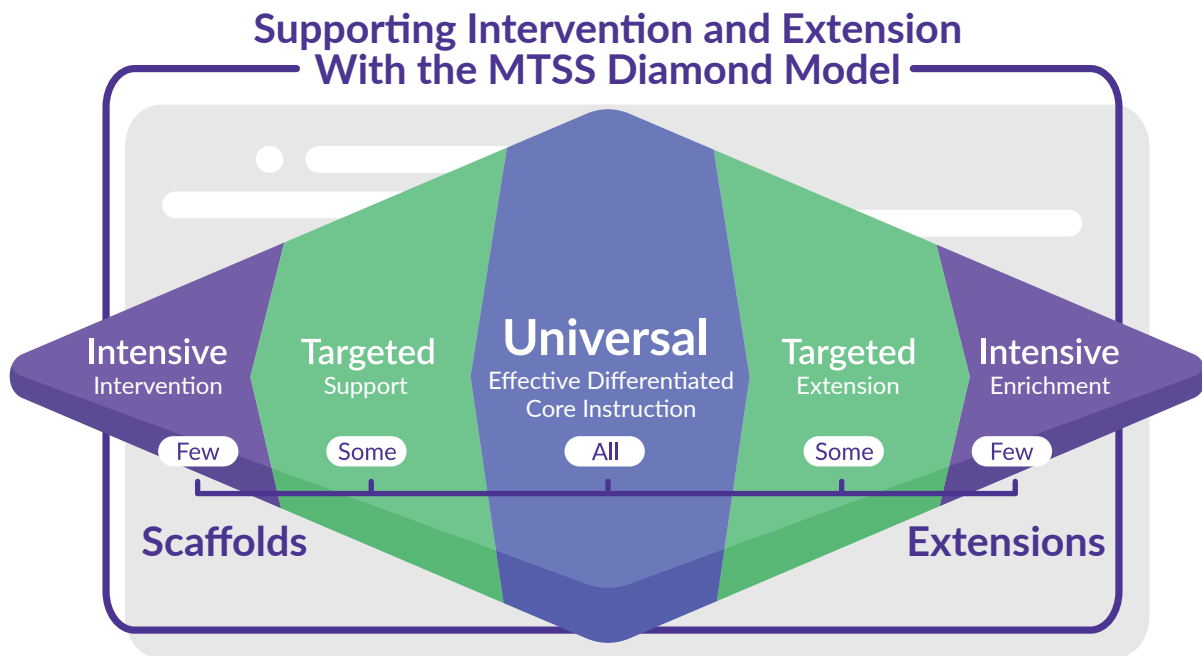 Supporting Intervention and Extension
With the MTSS Diamond Model
Intensive
Intervention
Few
Targeted
Support
Some
Universal
Effective Differentiated
Core Instruction
All
Targeted
Extension
Some
Intensive
Enrichment
Few
Scaffolds
Extensions